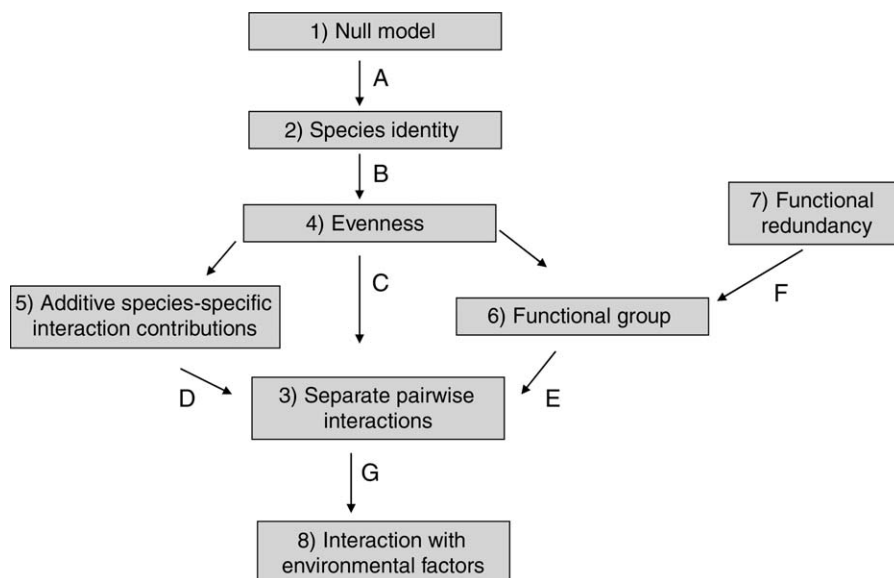 1) Null model
A
2) Species identity
B
4) Evenness
7) Functional
redundancy
C
F
5) Additive species-specific
interaction contributions
6) Functional group
D
3) Separate pairwise
interactions
E
G
8) Interaction with
environmental factors